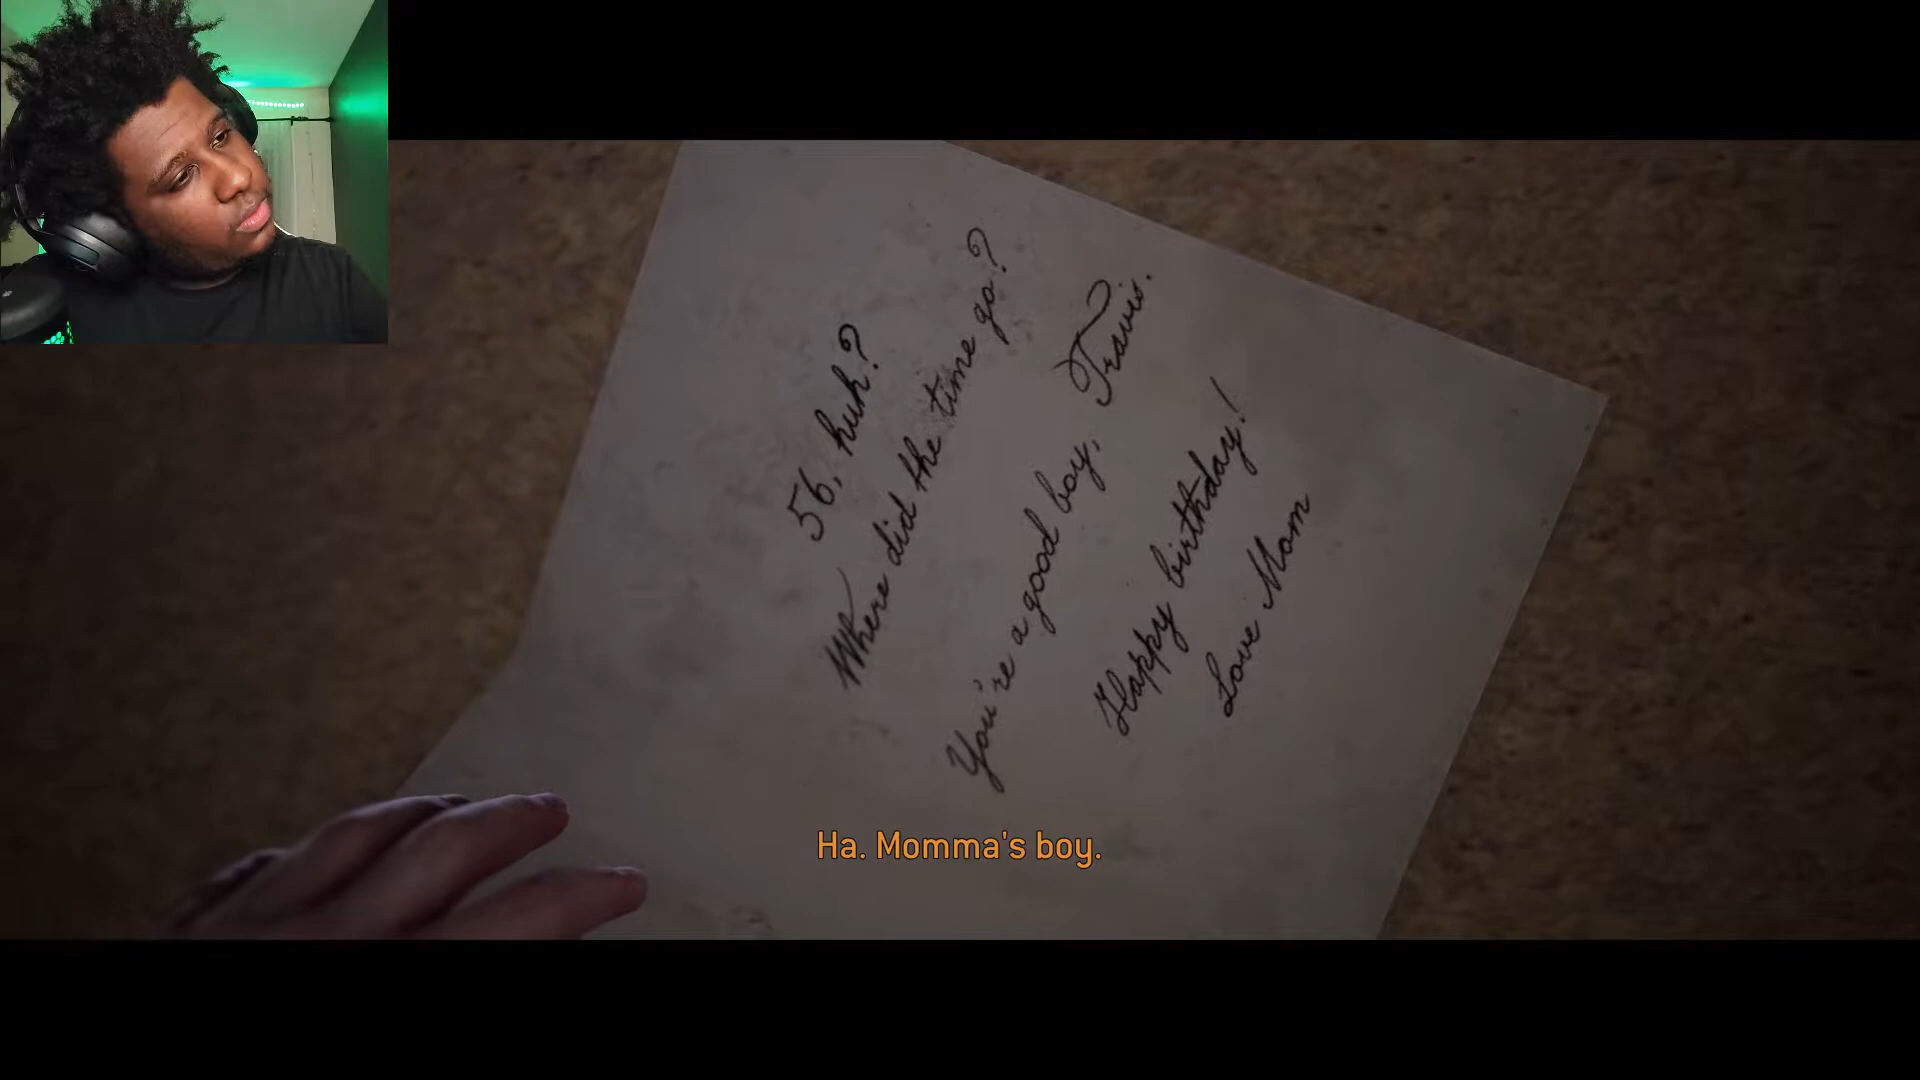 56, huh?
Where did the time go?
You're a good boy, Travis.
Happy birthday!
Love Mom
Ha. Momma's boy.